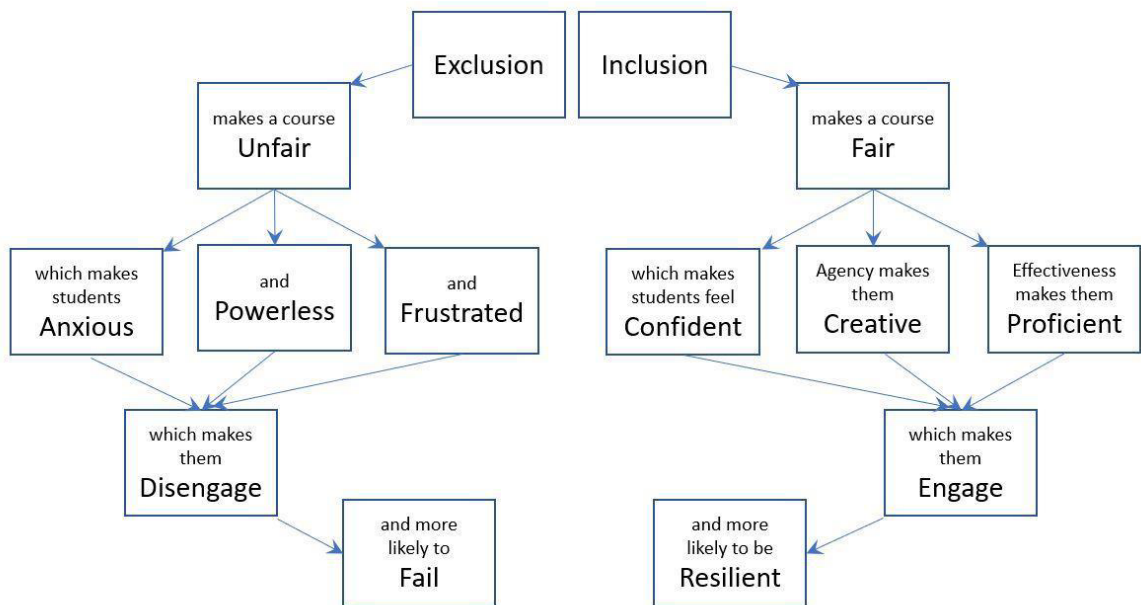 Exclusion
Inclusion
makes a course
Unfair
makes a course
Fair
which makes
students
Anxious
and
Powerless
and
Frustrated
which makes
students feel
Confident
Agency makes
them
Creative
Effectiveness
makes them
Proficient
which makes
them
Disengage
which makes
them
Engage
and more
likely to
Fail
and more
likely to be
Resilient